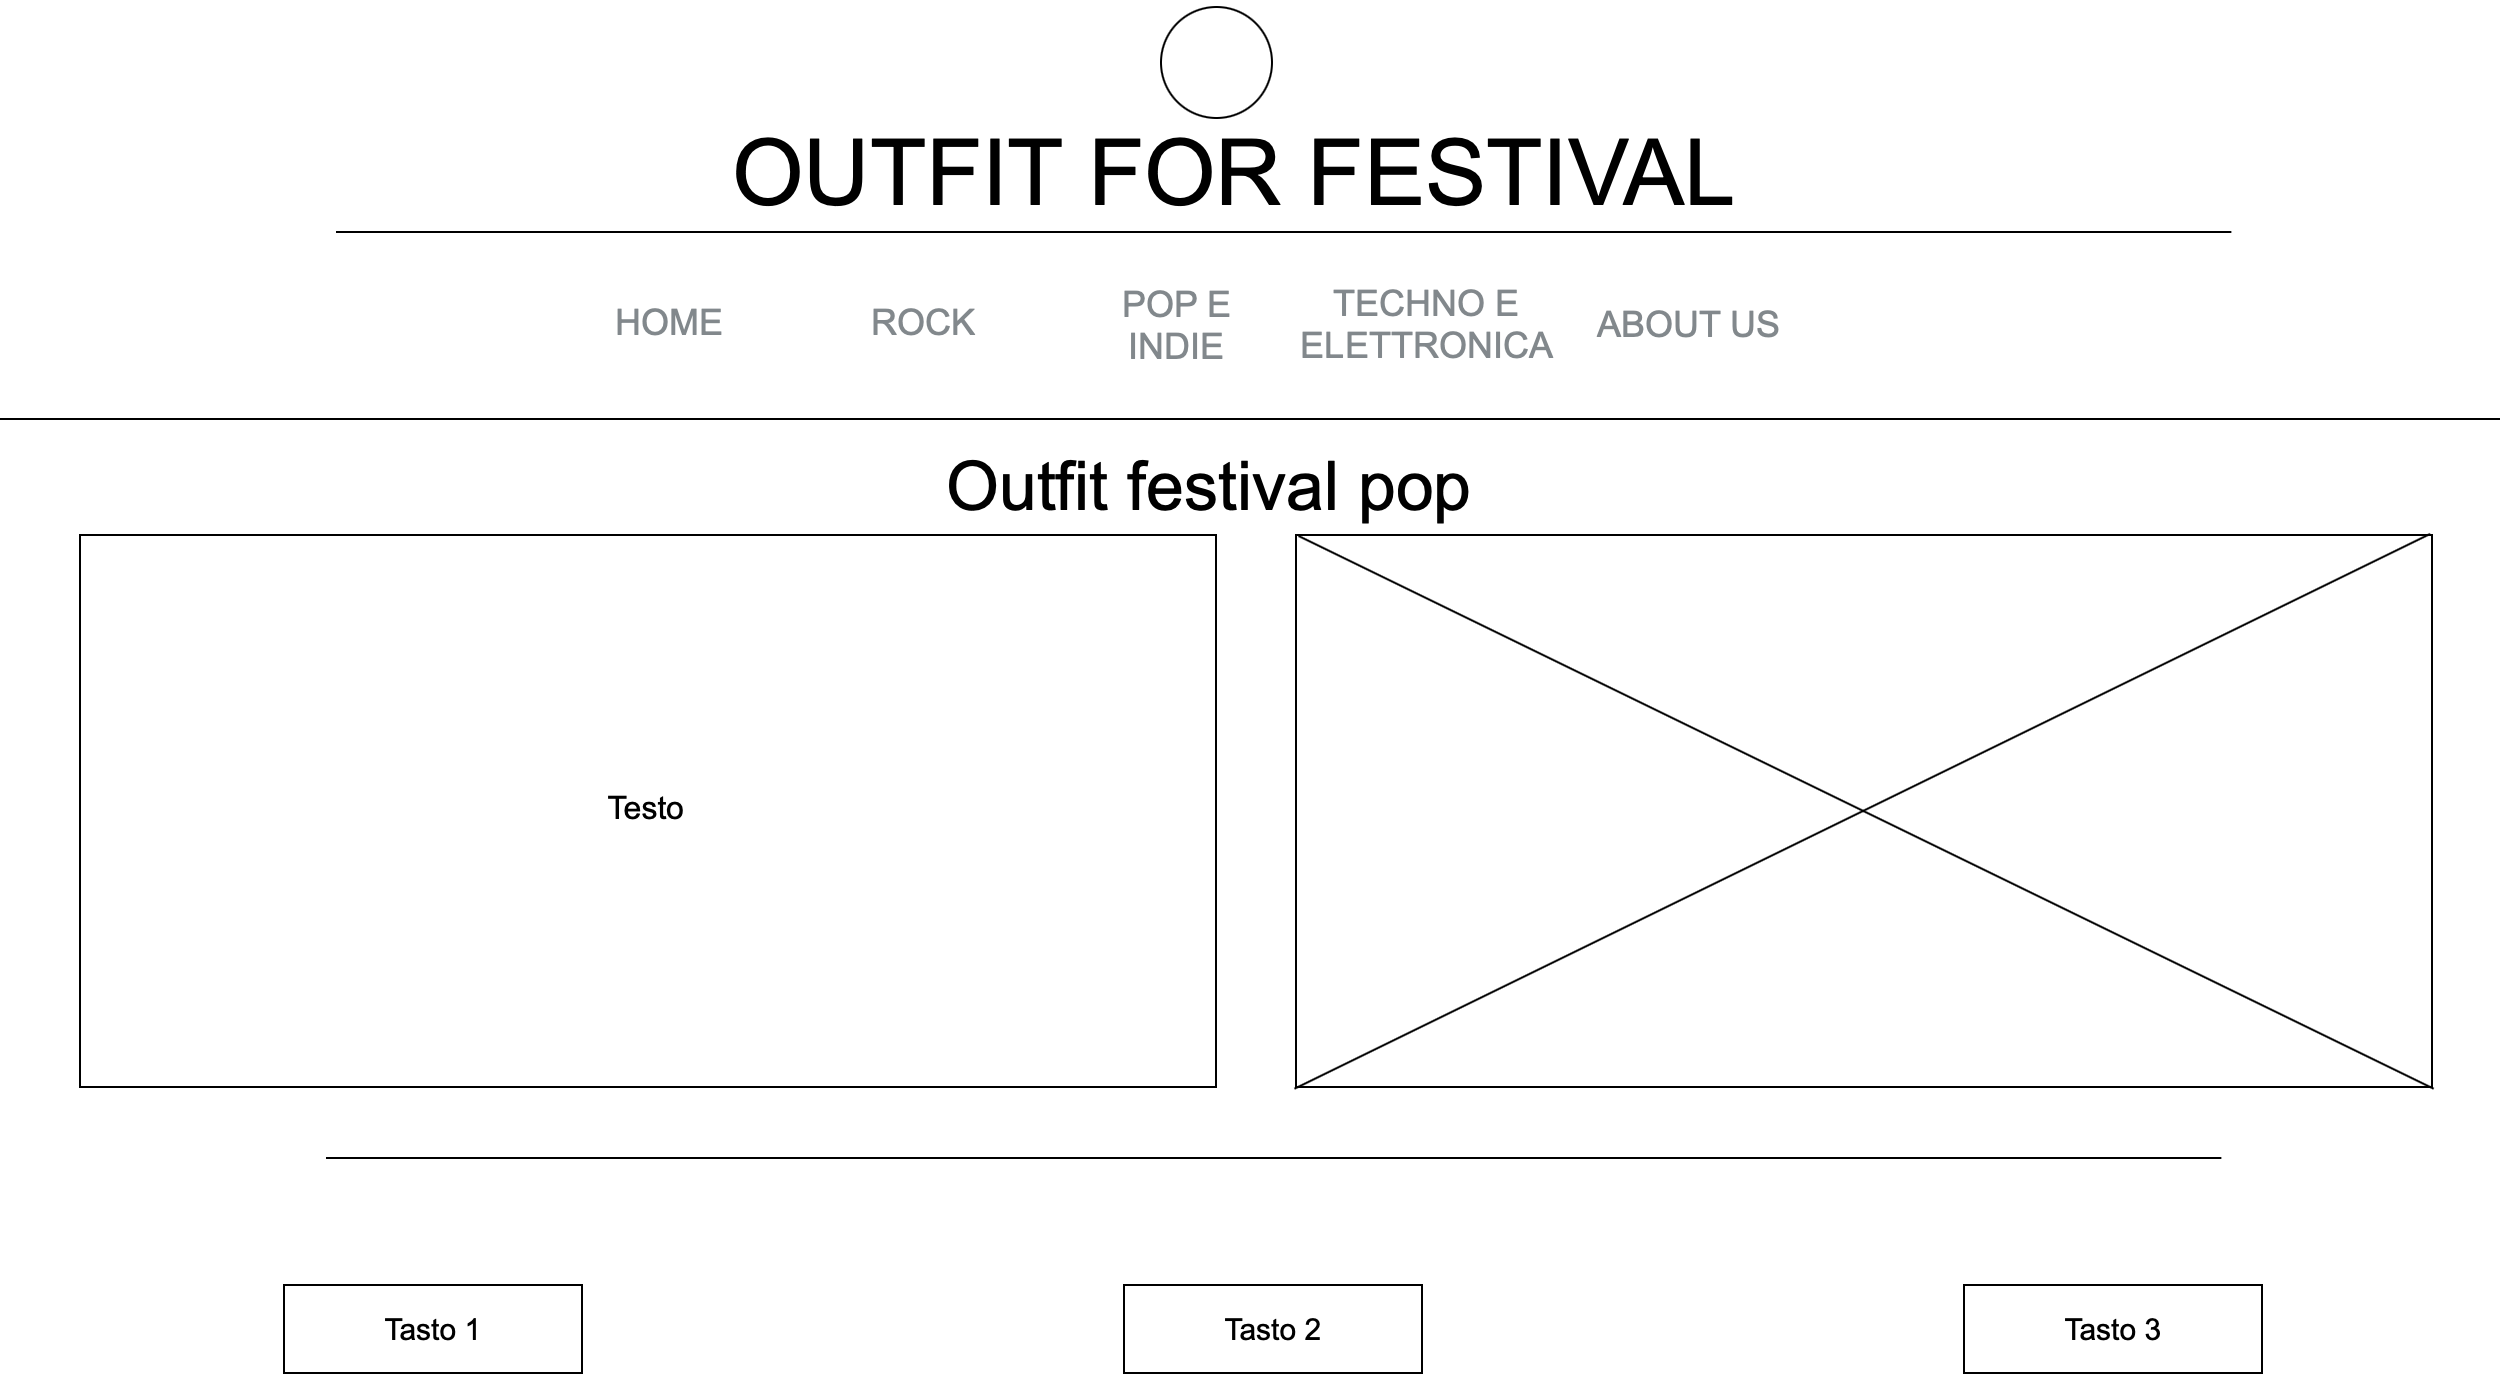 OUTFIT FOR FESTIVAL
HOME
ROCK
POP E
INDIE
TECHNO E
ELETTRONICA
ABOUT US
Outfit festival pop
Testo
Tasto 1
Tasto 2
Tasto 3